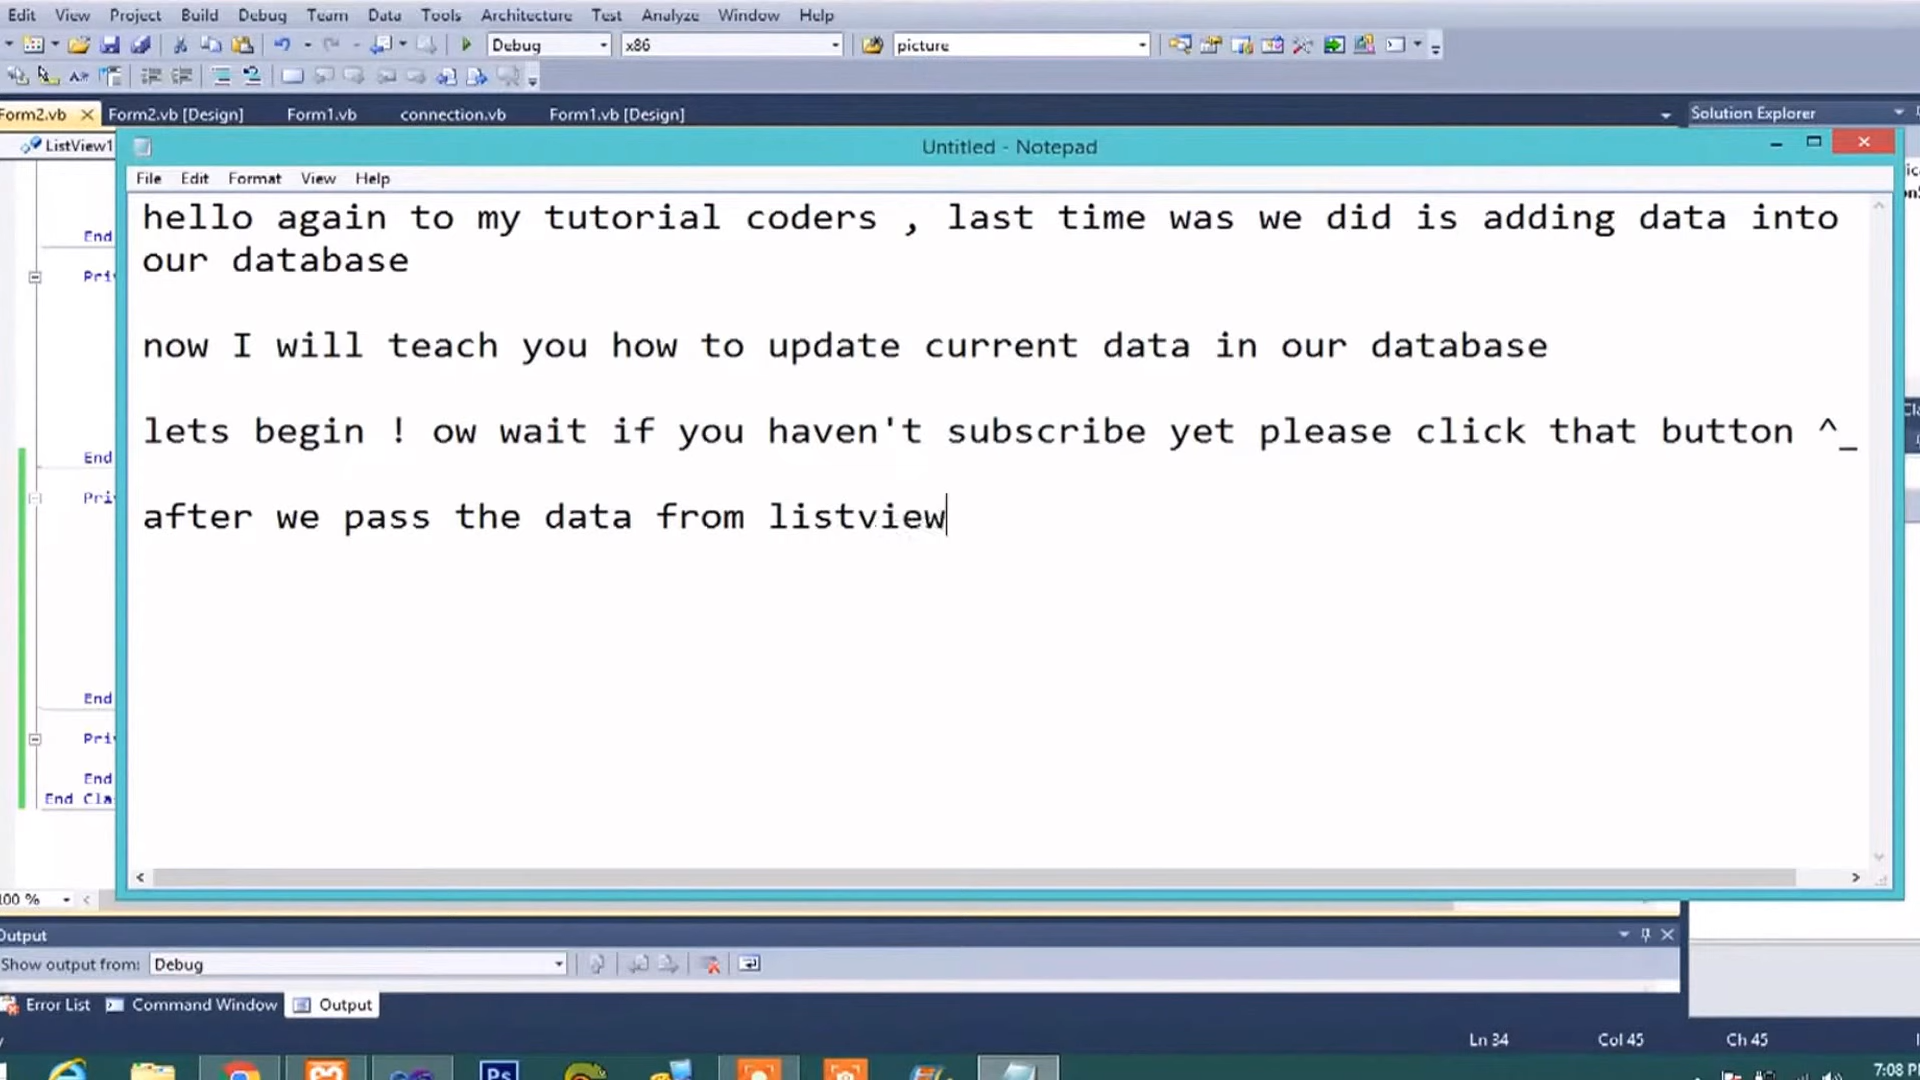 Edit View Project Build Debug Team Data Tools Architecture Test Analyze Window Help
Debug x86 picture
Form2.vb Form2.vb [Design] Form1.vb connection.vb Form1.vb [Design] Solution Explorer
ListView1 Untitled - Notepad
File Edit Format View Help
hello again to my tutorial coders , last time was we did is adding data into
our database
now I will teach you how to update current data in our database
lets begin ! ow wait if you haven't subscribe yet please click that button ^_
after we pass the data from listview
End
Pri
End
Pri
End
Pri
End
End Cla
100 %
Output
Show output from: Debug
Error List Command Window Output
Ln 34 Col 45 Ch 45
Ps
7:08 P